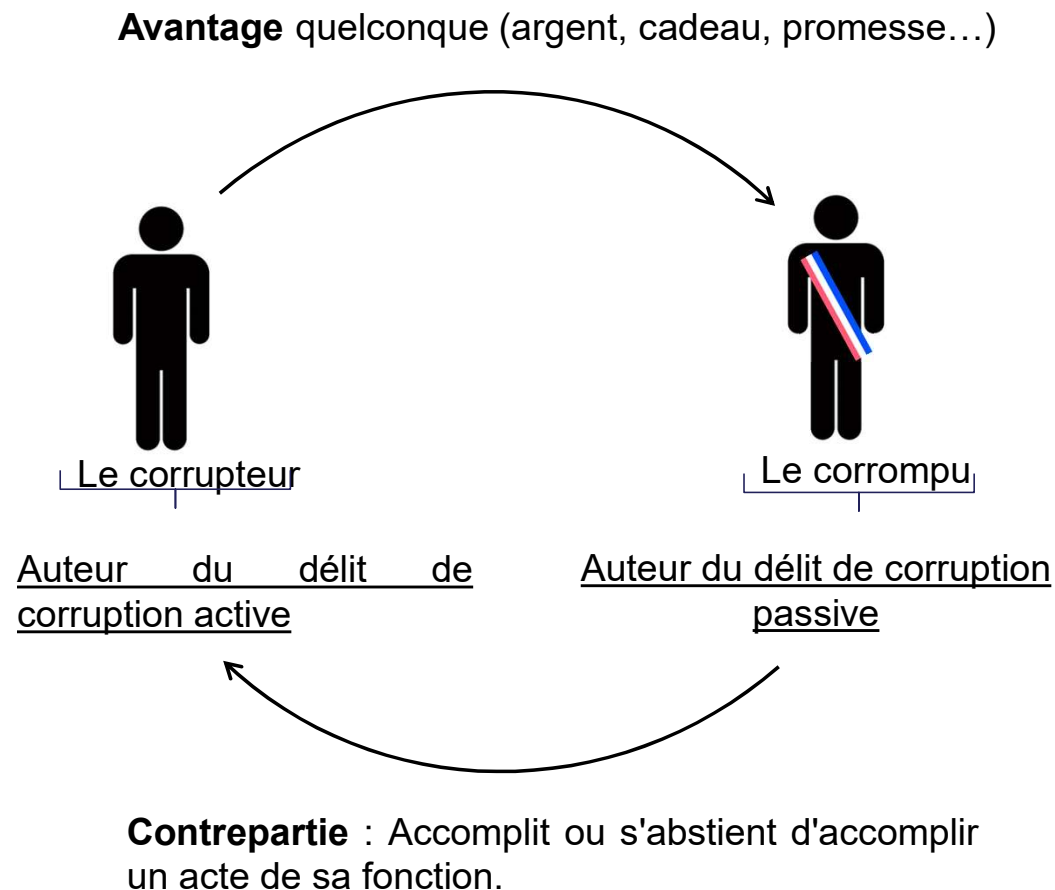 Avantage quelconque (argent, cadeau, promesse…)
Le corrupteur
Le corrompu
Auteur du délit de
corruption active
Auteur du délit de corruption
passive
Contrepartie : Accomplit ou s'abstient d'accomplir
un acte de sa fonction.